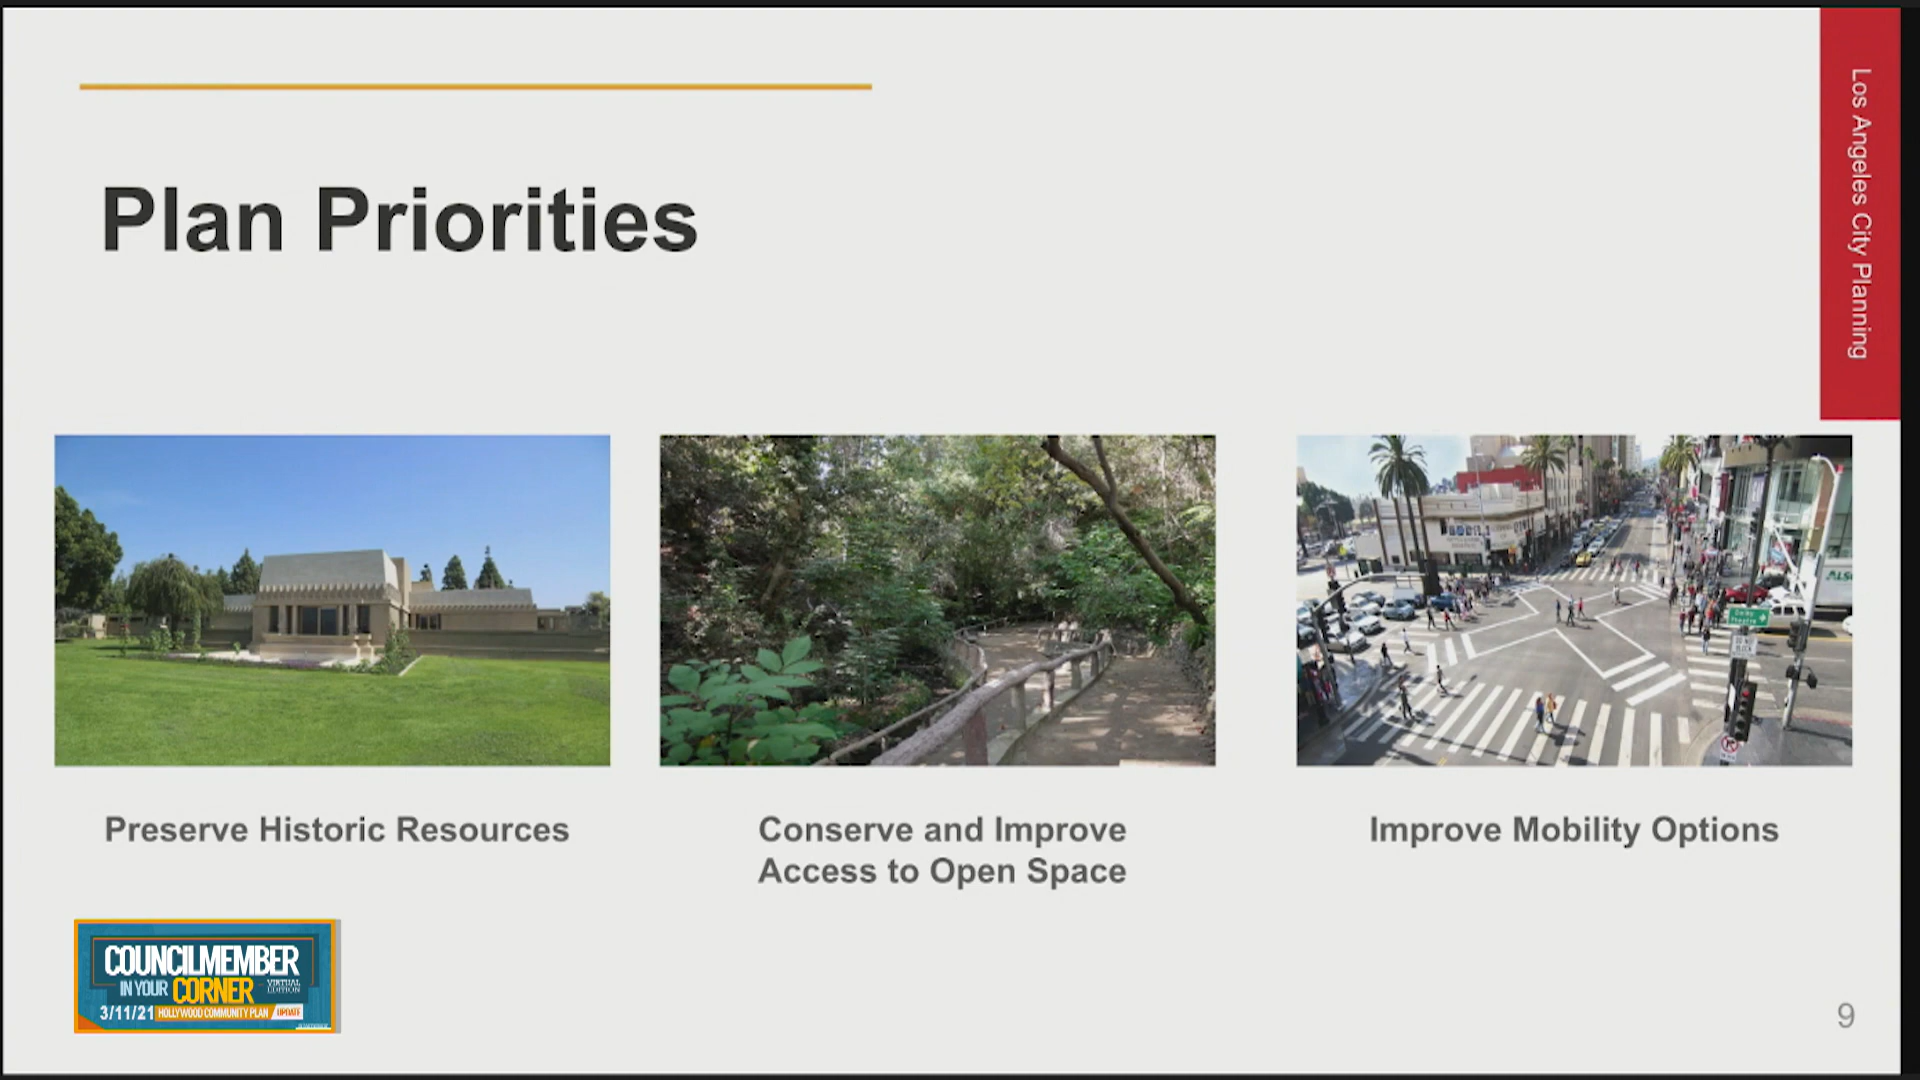 Los Angeles City Planning
Plan Priorities
Preserve Historic Resources
Conserve and Improve
Access to Open Space
Improve Mobility Options
COUNCILMEMBER
IN YOUR CORNER VIRTUAL EDITION
3/11/21 HOLLYWOOD COMMUNITY PLAN UPDATE
9